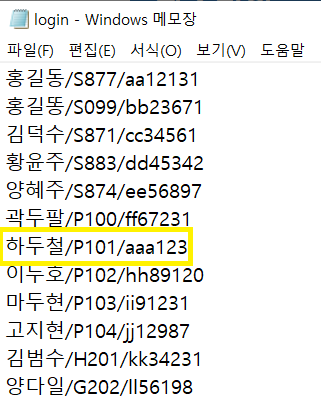 login - Windows 메모장
파일(F) 편집(E) 서식(O) 보기(V) 도움말
홍길동/S877/aa12131
홍길똥/S099/bb23671
김덕수/S871/cc34561
황윤주/S883/dd45342
양혜주/S874/ee56897
곽두팔/P100/ff67231
하두철/P101/aaa123
이누호/P102/hh89120
마두현/P103/ii91231
고지현/P104/jj12987
김범수/H201/kk34231
양다일/G202/ll56198